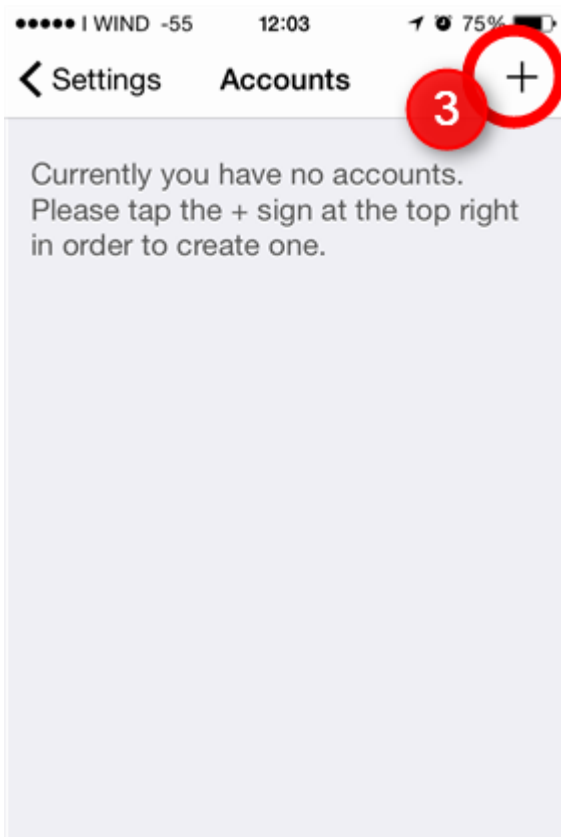 I WIND -55 12:03 75%
Settings Accounts +
3
Currently you have no accounts.
Please tap the + sign at the top right
in order to create one.